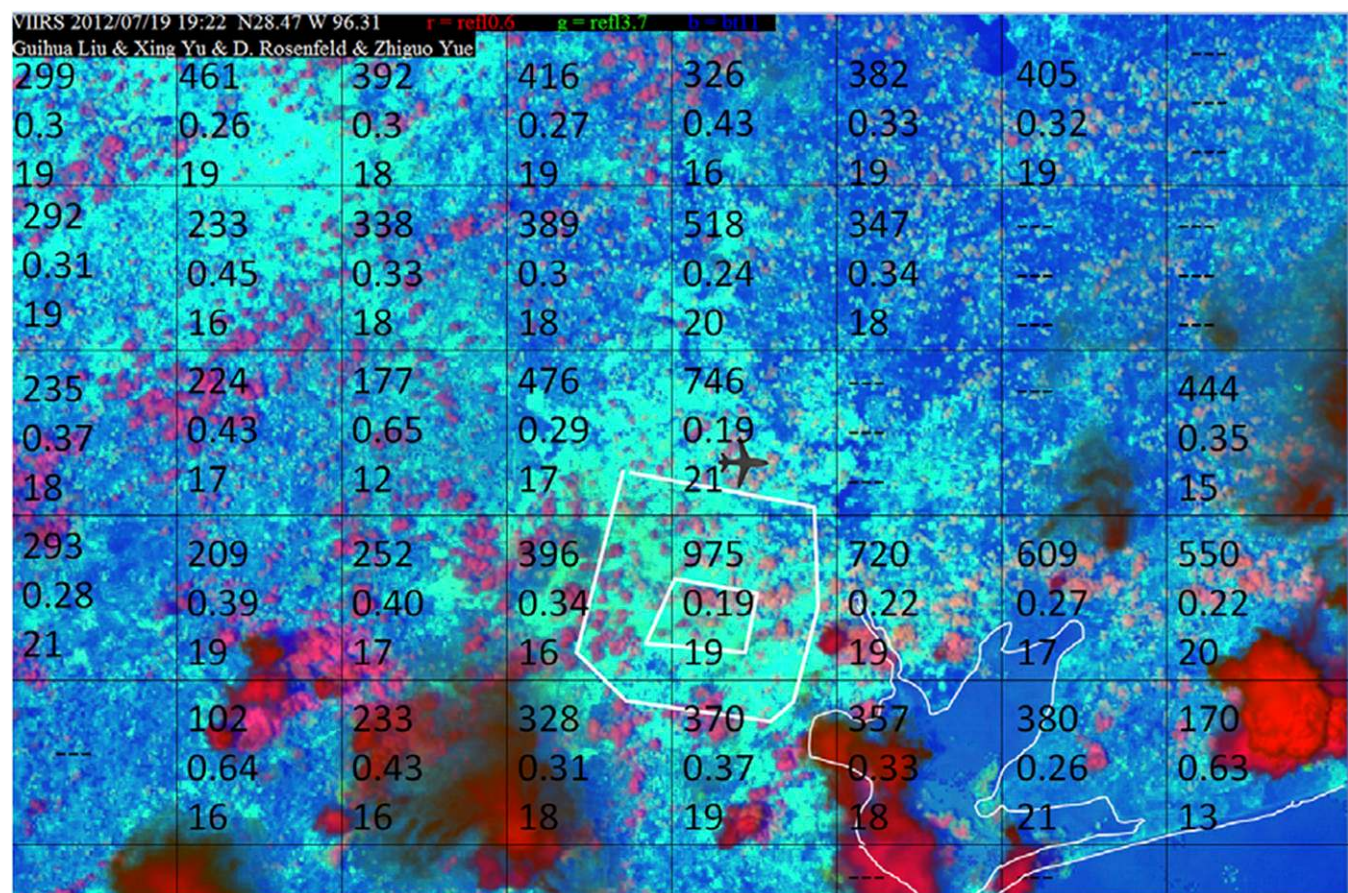 VIIRS 2012/07/19 19:22 N28.47 W 96.31 r = refl0.6 g = refl3.7 b = bt11
Guihua Liu & Xing Yu & D. Rosenfeld & Zhiguo Yue
299 461 392 416 326 382 405 ---
0.3 0.26 0.3 0.27 0.43 0.33 0.32 ---
19 19 18 19 16 19 19 ---
292 233 338 389 518 347 --- ---
0.31 0.45 0.33 0.3 0.24 0.34 --- ---
19 16 18 18 20 18 --- ---
235 224 177 476 746 --- --- 444
0.37 0.43 0.65 0.29 0.19 --- 0.35
18 17 12 17 21 --- 15
293 209 252 396 975 720 609 550
0.28 0.39 0.40 0.34 0.19 0.22 0.27 0.22
21 19 17 16 19 19 17 20
102 233 328 370 357 380 170
--- 0.64 0.43 0.31 0.37 0.33 0.26 0.63
16 16 18 19 18 21 13
--- ---